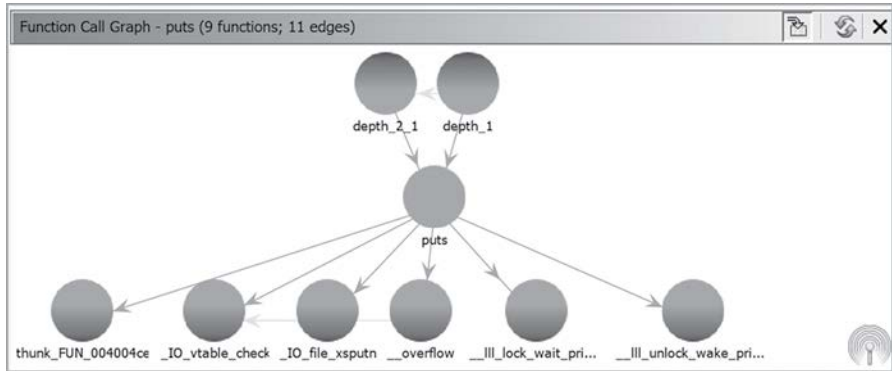 Function Call Graph - puts (9 functions; 11 edges)
depth_2_1 depth_1
puts
thunk_FUN_004004ce _IO_vtable_check _IO_file_xsputn __overflow __lll_lock_wait_pri... __lll_unlock_wake_pri...